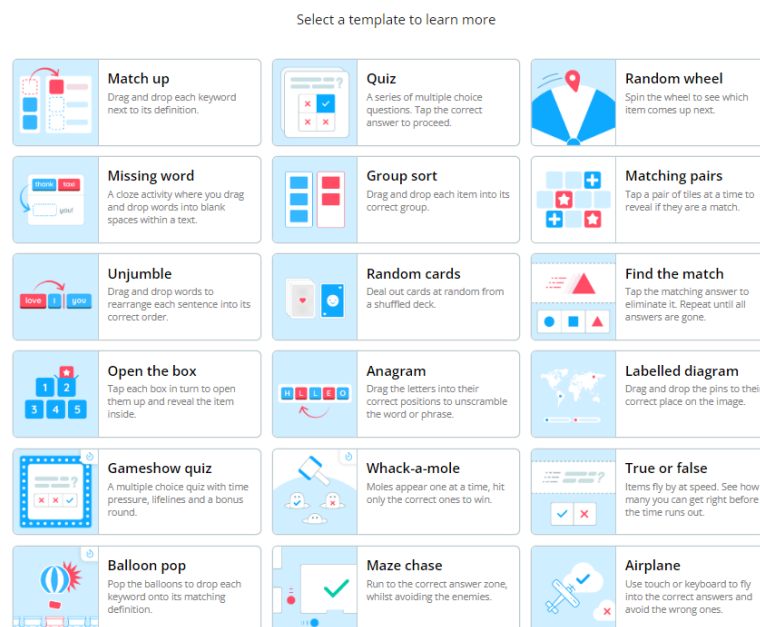 Select a template to learn more
Match up
Drag and drop each keyword
next to its definition.
Quiz
A series of multiple choice
questions. Tap the correct
answer to proceed.
Random wheel
Spin the wheel to see which
item comes up next.
thank taxi
you!
Missing word
A cloze activity where you drag
and drop words into blank
spaces within a text.
Group sort
Drag and drop each item into its
correct group.
Matching pairs
Tap a pair of tiles at a time to
reveal if they are a match.
love I you
Unjumble
Drag and drop words to
rearrange each sentence into its
correct order.
Random cards
Deal out cards at random from
a shuffled deck.
Find the match
Tap the matching answer to
eliminate it. Repeat until all
answers are gone.
1 2
3 4 5
Open the box
Tap each box in turn to open
them up and reveal the item
inside.
H L L E O
Anagram
Drag the letters into their
correct positions to unscramble
the word or phrase.
Labelled diagram
Drag and drop the pins to their
correct place on the image.
?
Gameshow quiz
A multiple choice quiz with time
pressure, lifelines and a bonus
round.
Whack-a-mole
Moles appear one at a time, hit
only the correct ones to win.
?
True or false
Items fly by at speed. See how
many you can get right before
the time runs out.
Balloon pop
Pop the balloons to drop each
keyword onto its matching
definition.
Maze chase
Run to the correct answer zone,
whilst avoiding the enemies.
Airplane
Use touch or keyboard to fly
into the correct answers and
avoid the wrong ones.